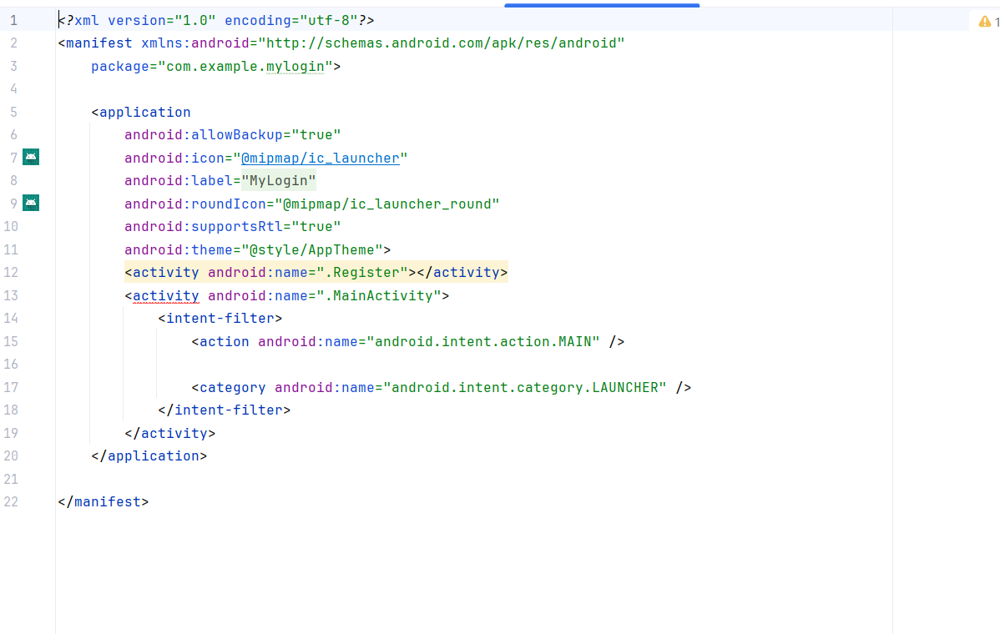 1 <?xml version="1.0" encoding="utf-8"?>
2 <manifest xmlns:android="http://schemas.android.com/apk/res/android"
3     package="com.example.mylogin">
4
5     <application
6         android:allowBackup="true"
7         android:icon="@mipmap/ic_launcher"
8         android:label="MyLogin"
9         android:roundIcon="@mipmap/ic_launcher_round"
10         android:supportsRtl="true"
11         android:theme="@style/AppTheme">
12         <activity android:name=".Register"></activity>
13         <activity android:name=".MainActivity">
14             <intent-filter>
15                 <action android:name="android.intent.action.MAIN" />
16
17                 <category android:name="android.intent.category.LAUNCHER" />
18             </intent-filter>
19         </activity>
20     </application>
21
22 </manifest>
1